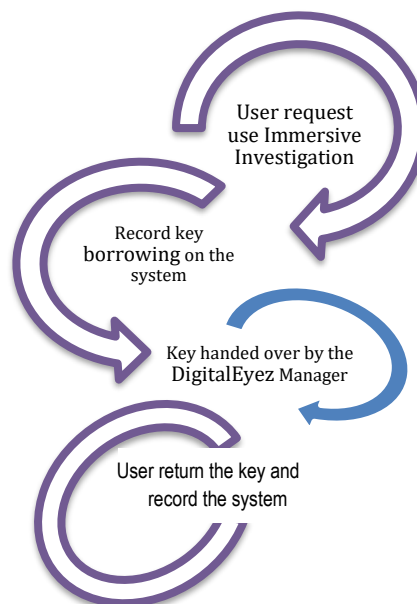 User request
use Immersive
Investigation
Record key
borrowing on the
system
Key handed over by the
DigitalEyez Manager
User return the key and
record the system